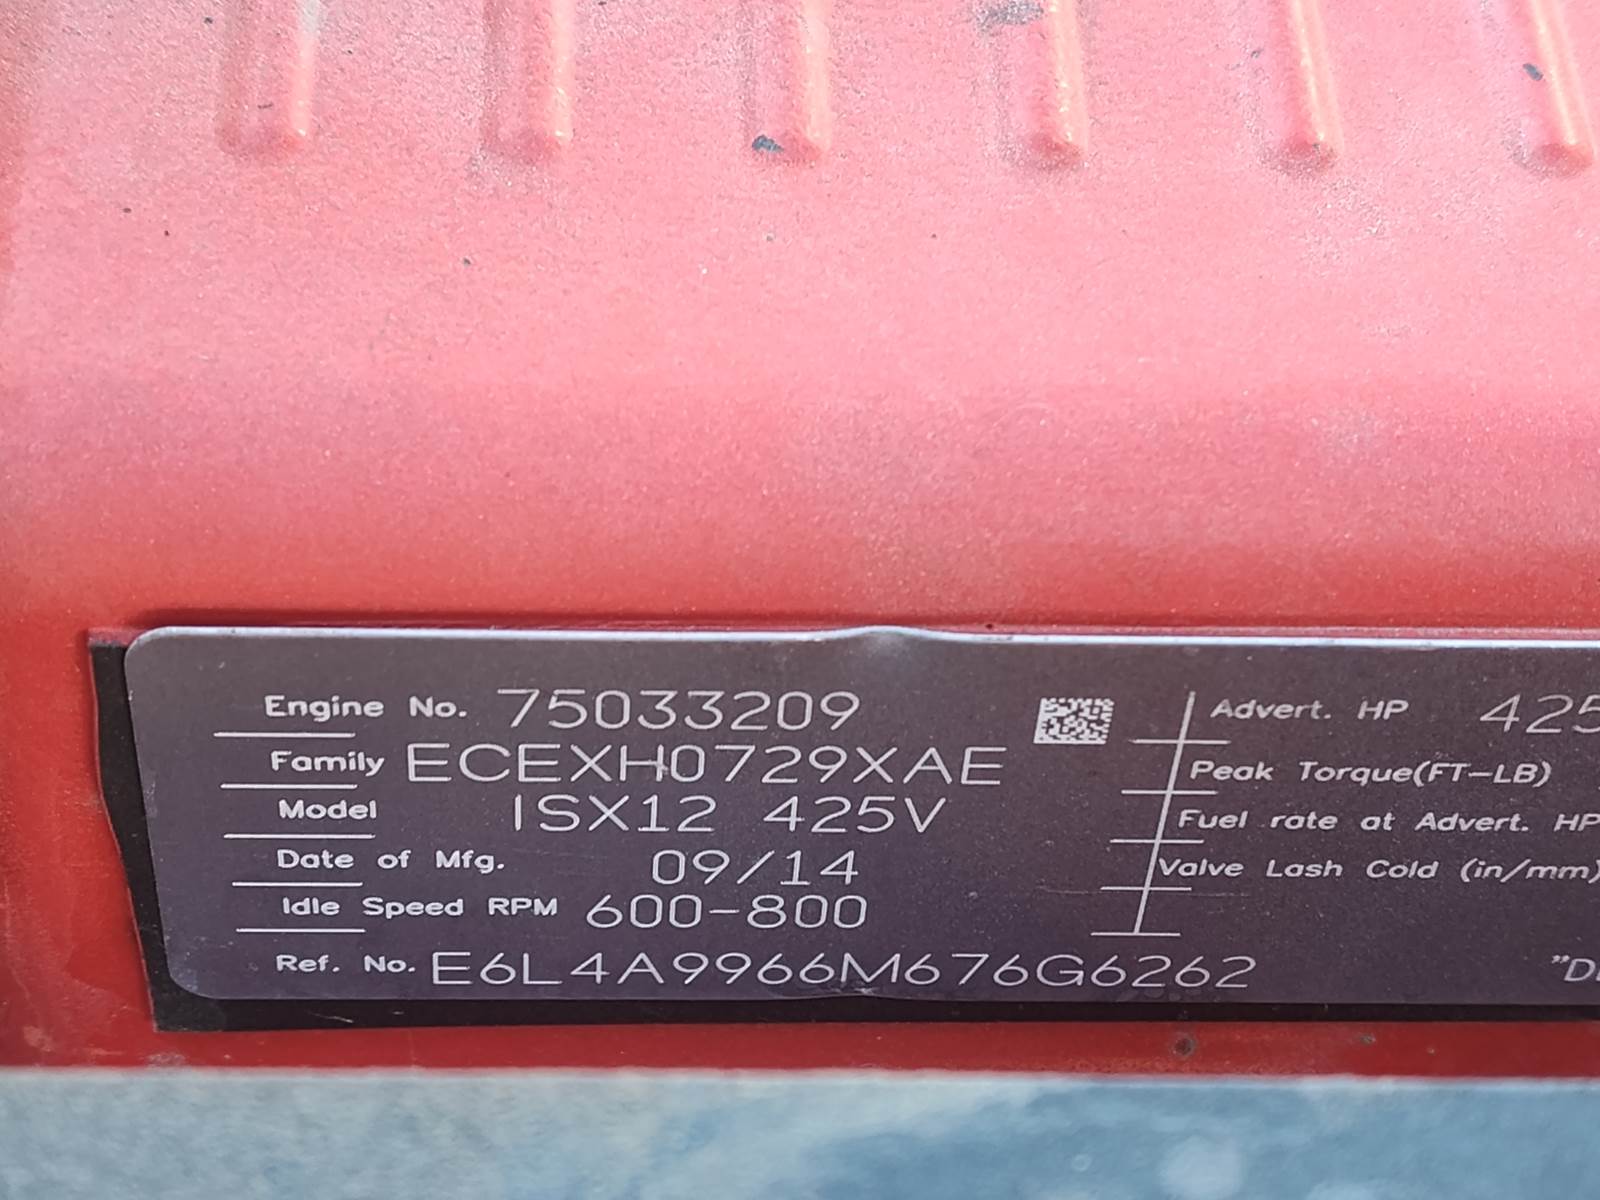 Engine No. 75033209
Family ECEXH0729XAE
Model ISX12 425V
Date of Mfg. 09/14
Idle Speed RPM 600-800
Ref. No. E6L4A9966M676G6262
Advert. HP 425
Peak Torque(FT-LB)
Fuel rate at Advert. HP
Valve Lash Cold (in/mm)